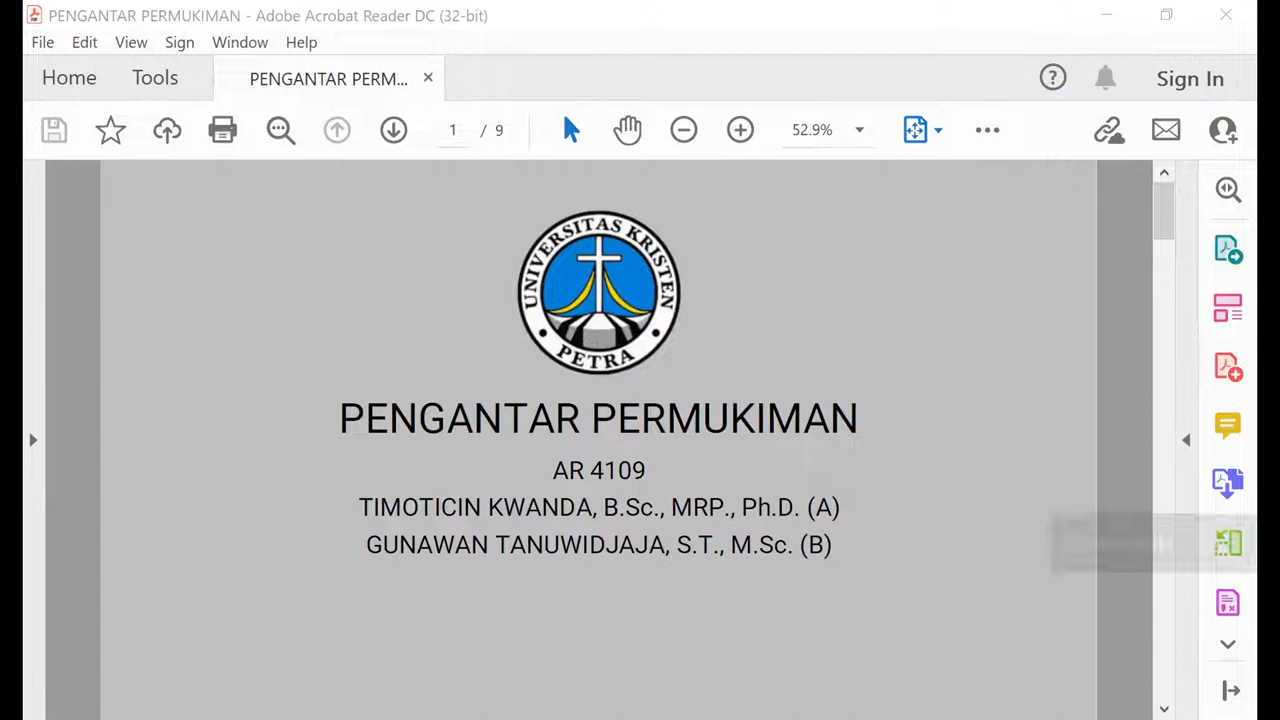 PENGANTAR PERMUKIMAN - Adobe Acrobat Reader DC (32-bit)
File Edit View Sign Window Help
Home Tools PENGANTAR PERM... Sign In
1 / 9 52.9%
UNIVERSITAS KRISTEN
PETRA
PENGANTAR PERMUKIMAN
AR 4109
TIMOTICIN KWANDA, B.Sc., MRP., Ph.D. (A)
GUNAWAN TANUWIDJAJA, S.T., M.Sc. (B)